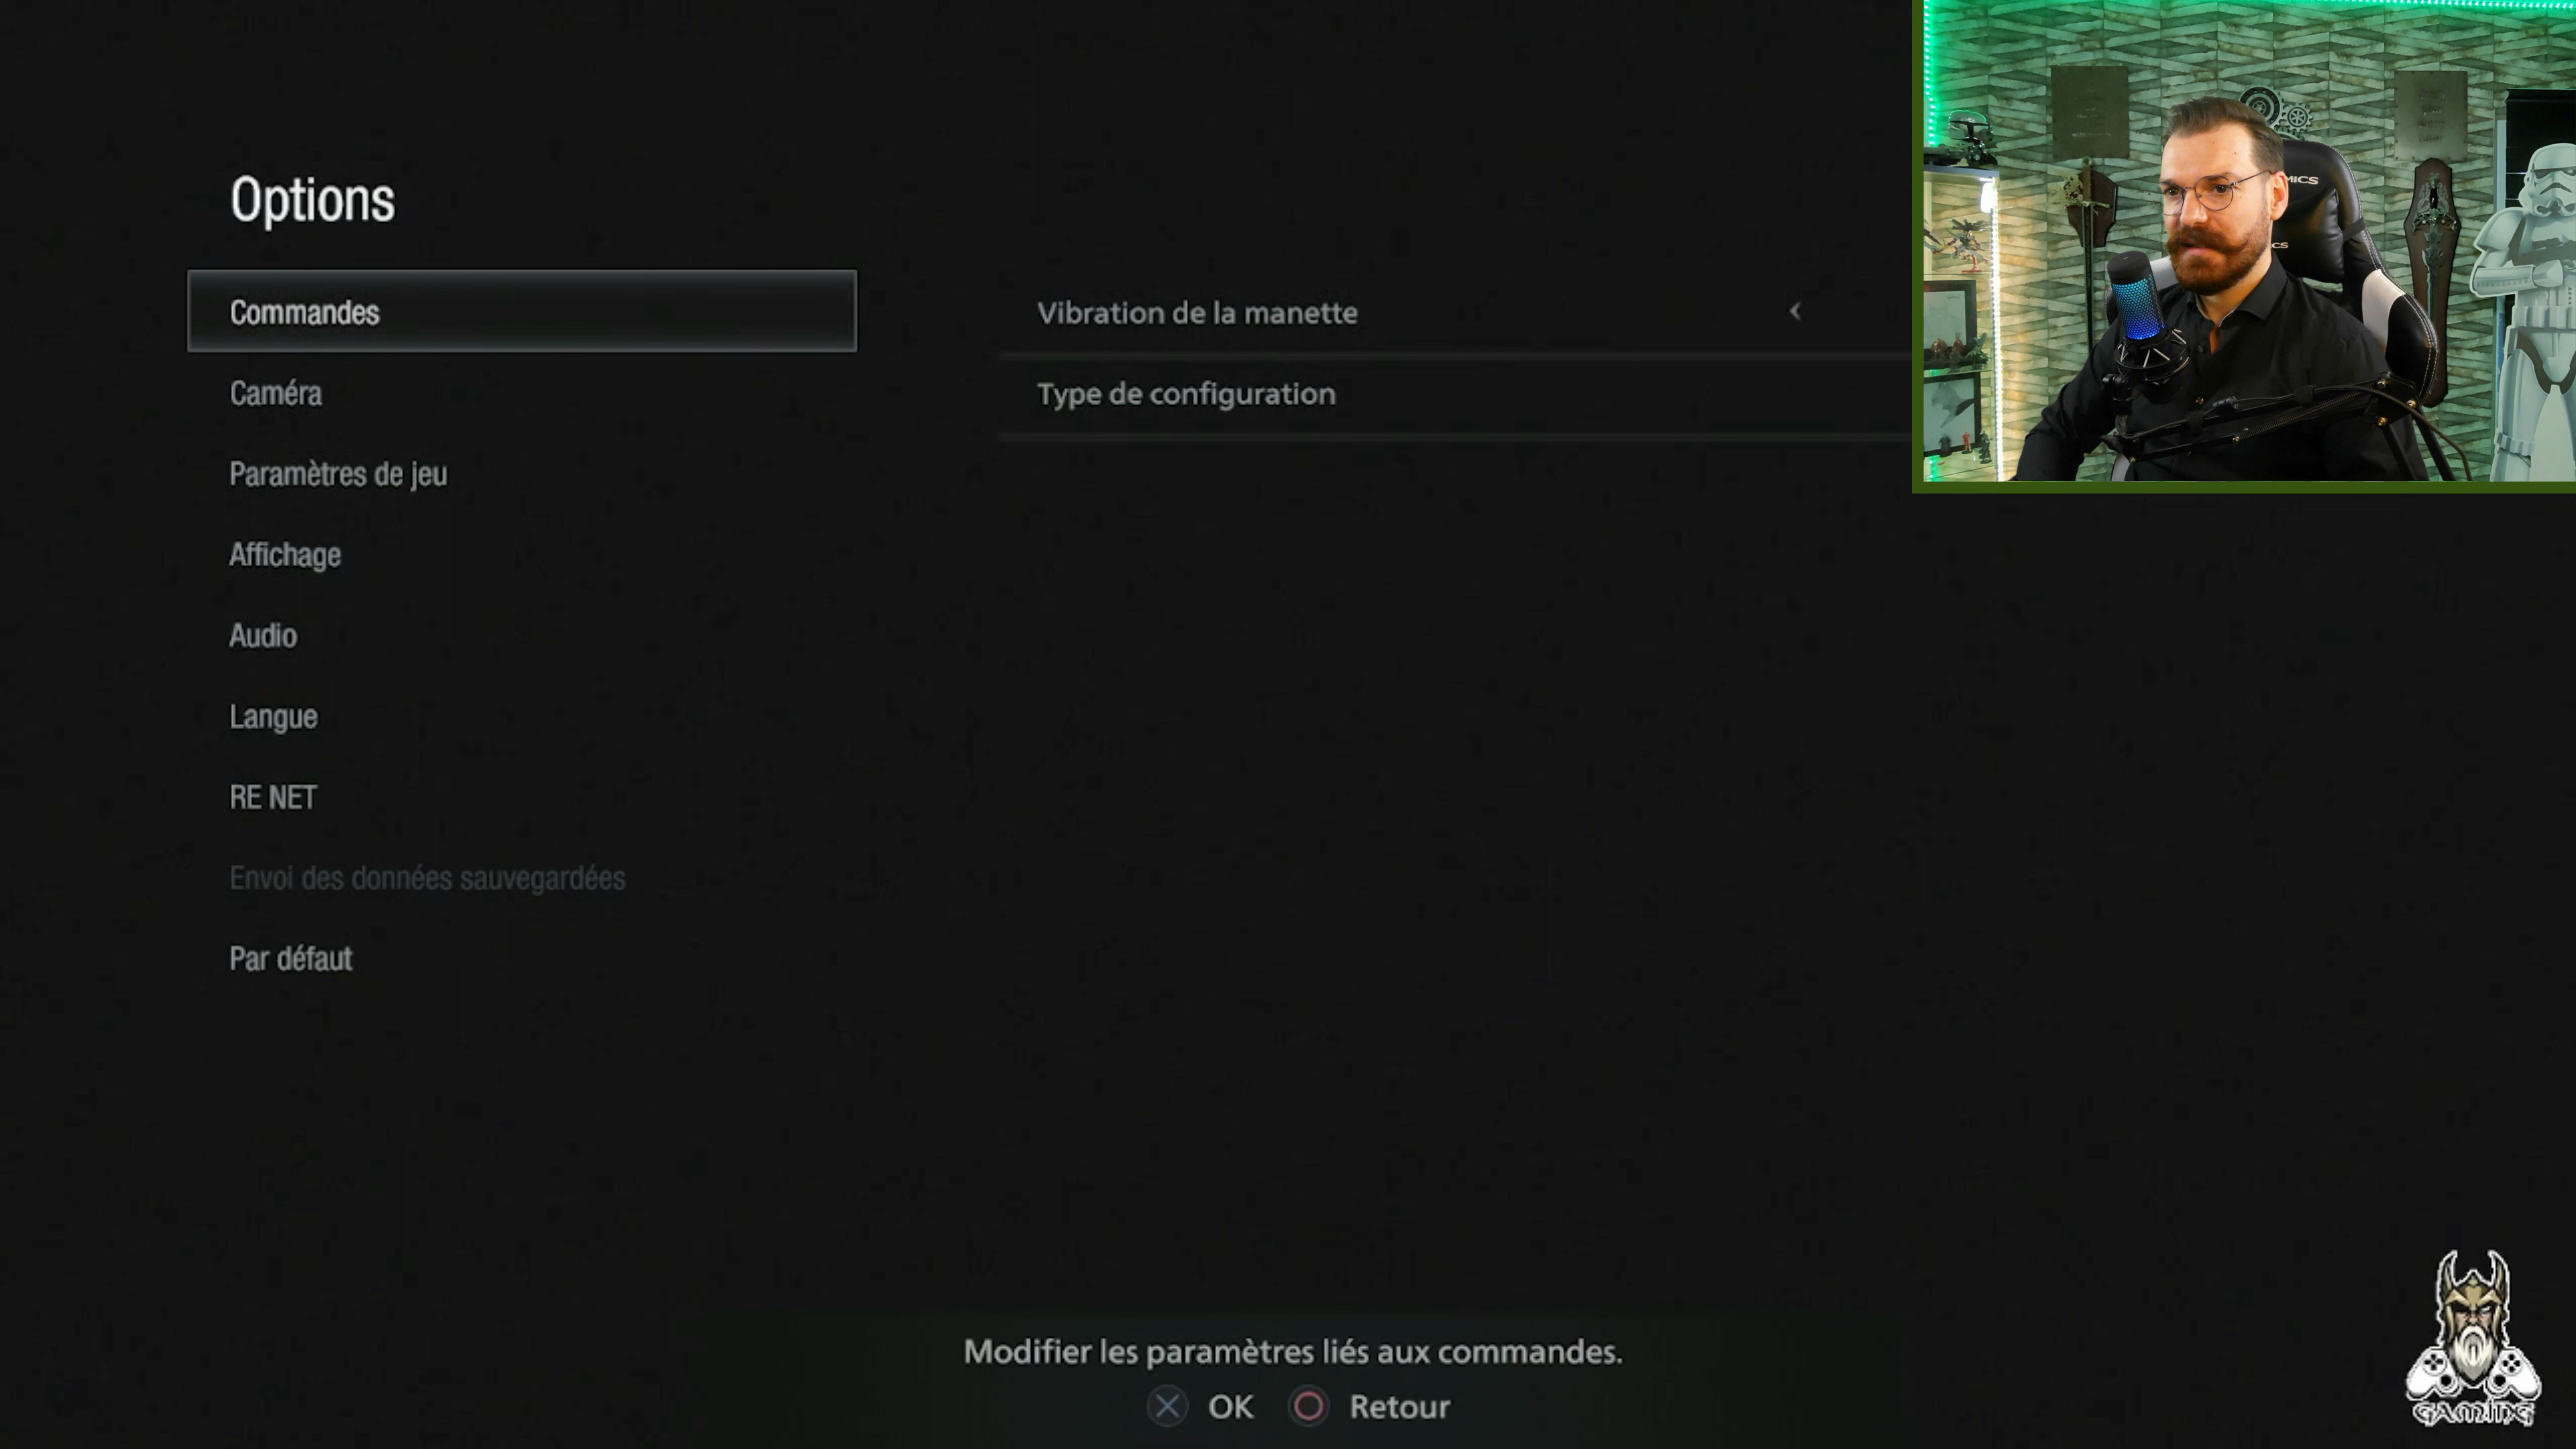 Options
Commandes
Caméra
Paramètres de jeu
Affichage
Audio
Langue
RE NET
Envoi des données sauvegardées
Par défaut
Vibration de la manette
Type de configuration
Modifier les paramètres liés aux commandes.
OK Retour
GAMING